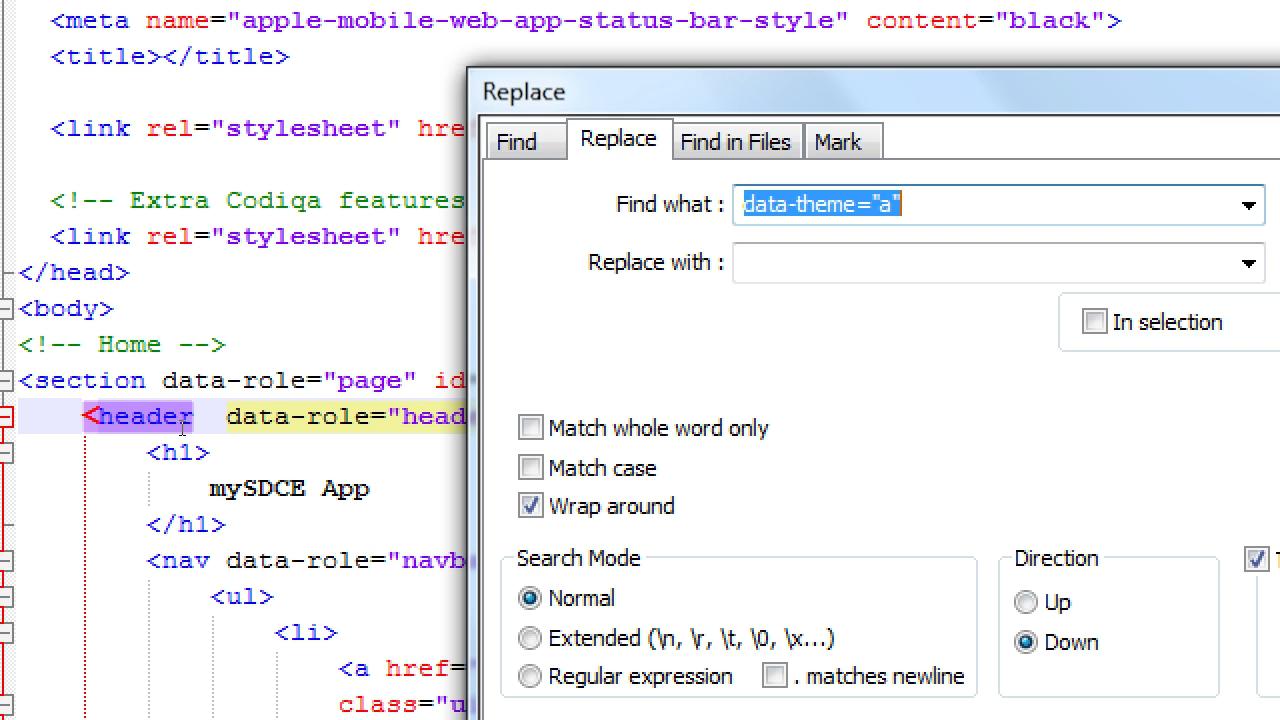 <meta name="apple-mobile-web-app-status-bar-style" content="black">
<title></title>
<link rel="stylesheet" hre
<!-- Extra Codiqa features
<link rel="stylesheet" hre
</head>
<body>
<!-- Home -->
<section data-role="page" id
<header data-role="head
<h1>
mySDCE App
</h1>
<nav data-role="navb
<ul>
<li>
<a href=
class="u
Replace
Find
Replace
Find in Files
Mark
Find what :
data-theme="a"
Replace with :
In selection
Match whole word only
Match case
Wrap around
Search Mode
Normal
Extended (\n, \r, \t, \0, \x...)
Regular expression
. matches newline
Direction
Up
Down